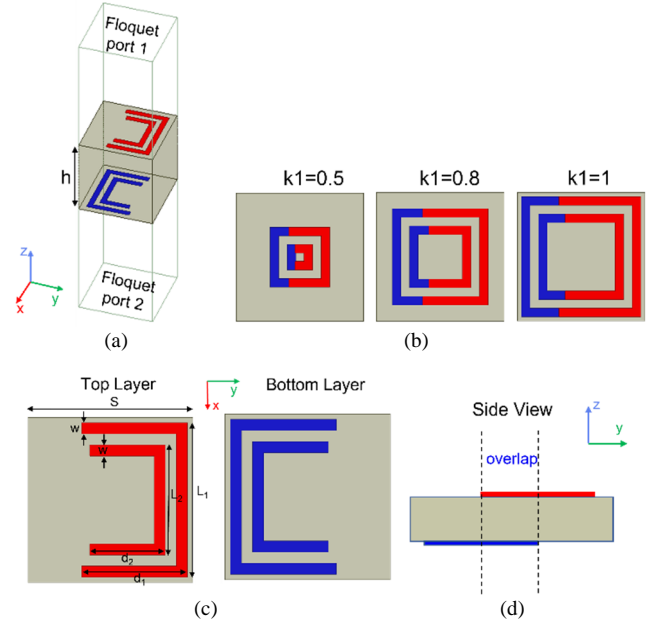 Floquet
port 1
h
z
y
x
Floquet
port 2
(a)
k1=0.5
k1=0.8
k1=1
(b)
Top Layer
S
y
x
Bottom Layer
w
w
L₂
L₁
d₂
d₁
(c)
Side View
z
y
overlap
(d)